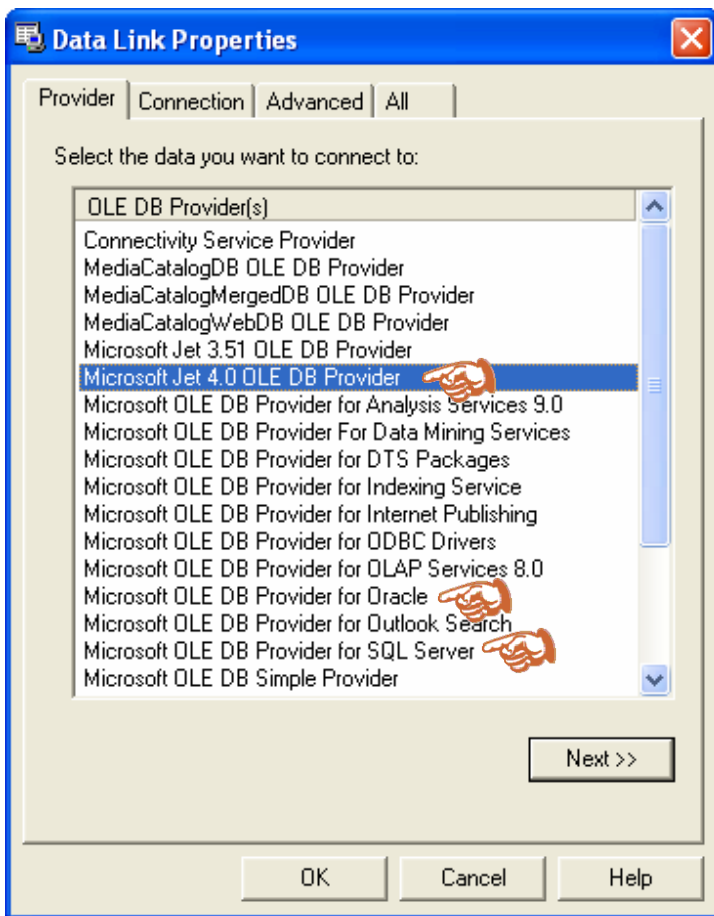 Data Link Properties
Provider Connection Advanced All
Select the data you want to connect to:
OLE DB Provider(s)
Connectivity Service Provider
MediaCatalogDB OLE DB Provider
MediaCatalogMergedDB OLE DB Provider
MediaCatalogWebDB OLE DB Provider
Microsoft Jet 3.51 OLE DB Provider
Microsoft Jet 4.0 OLE DB Provider
Microsoft OLE DB Provider for Analysis Services 9.0
Microsoft OLE DB Provider For Data Mining Services
Microsoft OLE DB Provider for DTS Packages
Microsoft OLE DB Provider for Indexing Service
Microsoft OLE DB Provider for Internet Publishing
Microsoft OLE DB Provider for ODBC Drivers
Microsoft OLE DB Provider for OLAP Services 8.0
Microsoft OLE DB Provider for Oracle
Microsoft OLE DB Provider for Outlook Search
Microsoft OLE DB Provider for SQL Server
Microsoft OLE DB Simple Provider
Next >>
OK Cancel Help